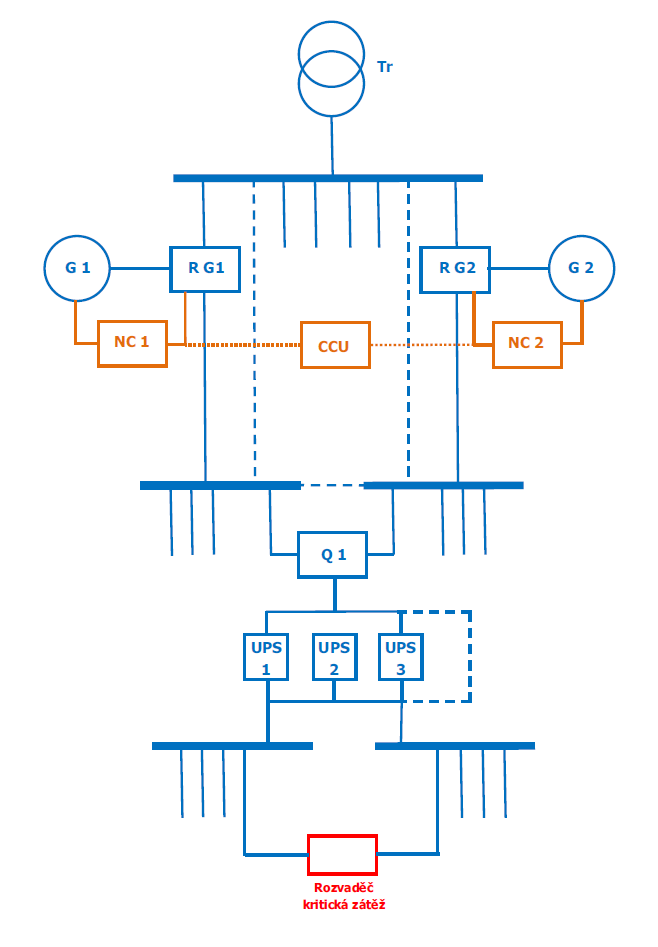 Tr
G 1
R G1
R G2
G 2
NC 1
CCU
NC 2
Q 1
UPS
1
UPS
2
UPS
3
Rozvaděč
kritická zátěž